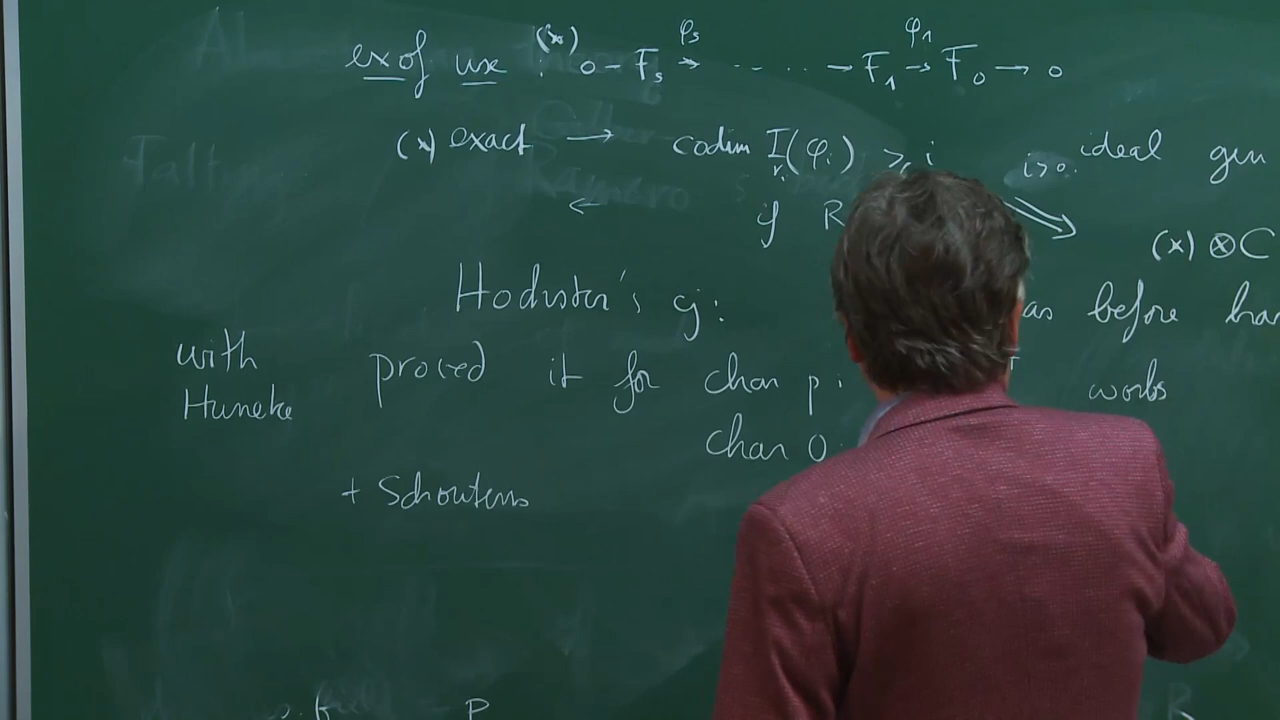 ex of use : (*) 0 → F_s →^{φ_s} ..... → F_1 →^{φ_1} F_0 → 0
(*) exact → codim I_{r_i}(φ_i) ≥ i i>0. ideal gen
← if R ⇒ (*) ⊗ C
Hochster's cj: as before
with proved it for char p : works
Huneke char 0
+ Schoutens
P
R